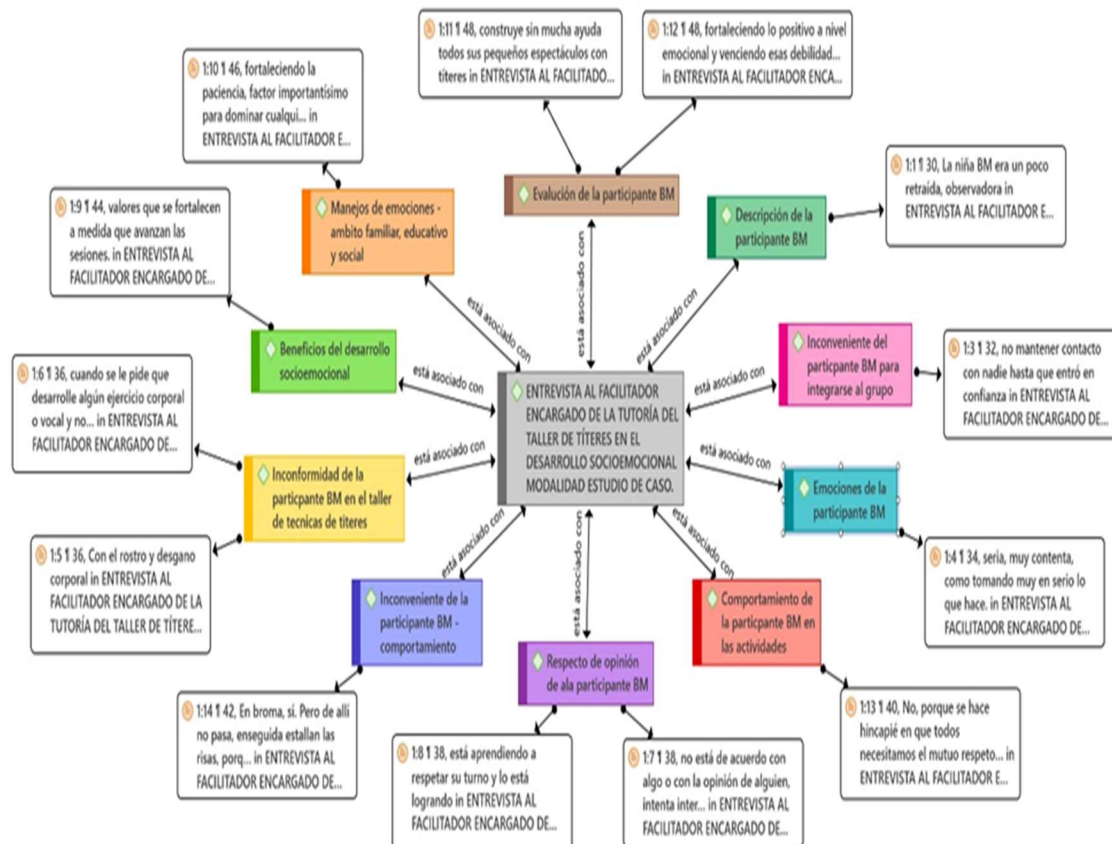 1:11 ¶ 48, construye sin mucha ayuda
todos sus pequeños espectáculos con
títeres in ENTREVISTA AL FACILITADO...
1:12 ¶ 48, fortaleciendo lo positivo a nivel
emocional y venciendo esas debilidad...
in ENTREVISTA AL FACILITADOR ENCA...
1:10 ¶ 46, fortaleciendo la
paciencia, factor importantísimo
para dominar cualqui... in
ENTREVISTA AL FACILITADOR E...
1:1 ¶ 30, La niña BM era un poco
retraída, observadora in
ENTREVISTA AL FACILITADOR E...
1:9 ¶ 44, valores que se fortalecen
a medida que avanzan las
sesiones. in ENTREVISTA AL
FACILITADOR ENCARGADO DE...
Manejos de emociones -
ambito familiar, educativo
y social
Evalución de la participante BM
Descripción de la
participante BM
está asociado con
está asociado con
está asociado con
Beneficios del desarrollo
socioemocional
está asociado con
Inconveniente del
particpante BM para
integrarse al grupo
está asociado con
1:3 ¶ 32, no mantener contacto
con nadie hasta que entró en
confianza in ENTREVISTA AL
FACILITADOR ENCARGADO DE...
1:6 ¶ 36, cuando se le pide que
desarrolle algún ejercicio corporal
o vocal y no... in ENTREVISTA AL
FACILITADOR ENCARGADO DE...
ENTREVISTA AL FACILITADOR
ENCARGADO DE LA TUTORÍA DEL
TALLER DE TÍTERES EN EL
DESARROLLO SOCIOEMOCIONAL
MODALIDAD ESTUDIO DE CASO.
Inconformidad de la
particpante BM en el taller
de tecnicas de titeres
está asociado con
está asociado con
Emociones de la
participante BM
1:5 ¶ 36, Con el rostro y desgano
corporal in ENTREVISTA AL
FACILITADOR ENCARGADO DE LA
TUTORÍA DEL TALLER DE TÍTERE...
1:4 ¶ 34, seria, muy contenta,
como tomando muy en serio lo
que hace. in ENTREVISTA AL
FACILITADOR ENCARGADO DE...
está asociado con
está asociado con
está asociado con
Inconveniente de la
participante BM -
comportamiento
Respecto de opinión
de ala participante BM
Comportamiento de
la particpante BM en
las actividades
1:14 ¶ 42, En broma, sí. Pero de allí
no pasa, enseguida estallan las
risas, porq... in ENTREVISTA AL
FACILITADOR ENCARGADO DE...
1:8 ¶ 38, está aprendiendo a
respetar su turno y lo está
logrando in ENTREVISTA AL
FACILITADOR ENCARGADO DE...
1:7 ¶ 38, no está de acuerdo con
algo o con la opinión de alguien,
intenta inter... in ENTREVISTA AL
FACILITADOR ENCARGADO DE...
1:13 ¶ 40, No, porque se hace
hincapié en que todos
necesitamos el mutuo respeto... in
ENTREVISTA AL FACILITADOR E...